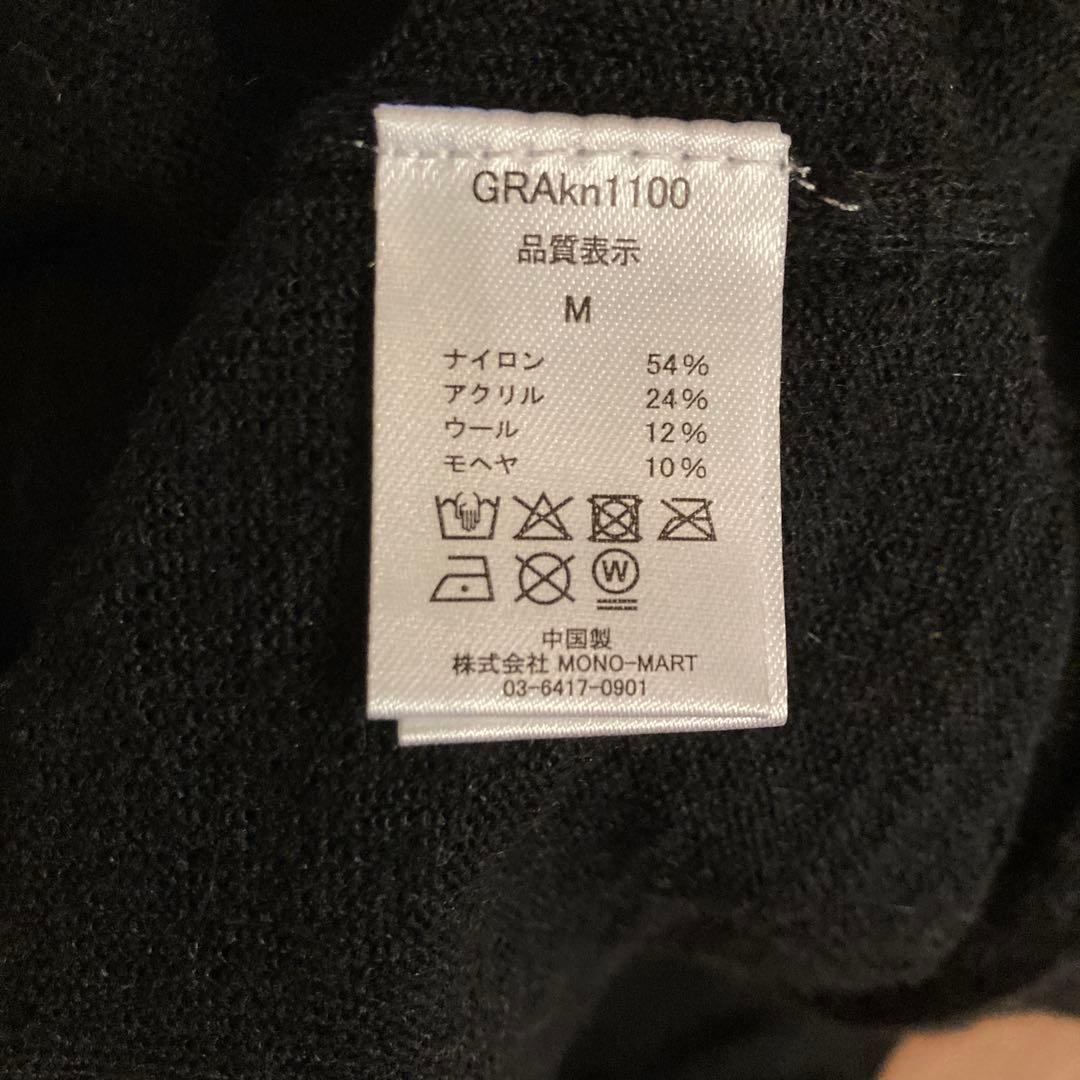 GRAkn1100
品質表示
M
ナイロン 54%
アクリル 24%
ウール 12%
モヘヤ 10%
W
中国製
株式会社 MONO-MART
03-6417-0901